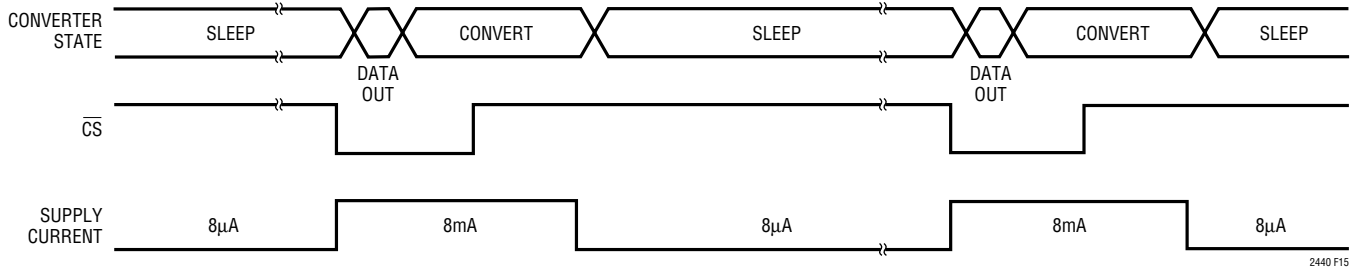 CONVERTER
STATE
SLEEP
CONVERT
SLEEP
CONVERT
SLEEP
DATA
OUT
DATA
OUT
CS
SUPPLY
CURRENT
8µA
8mA
8µA
8mA
8µA
2440 F15